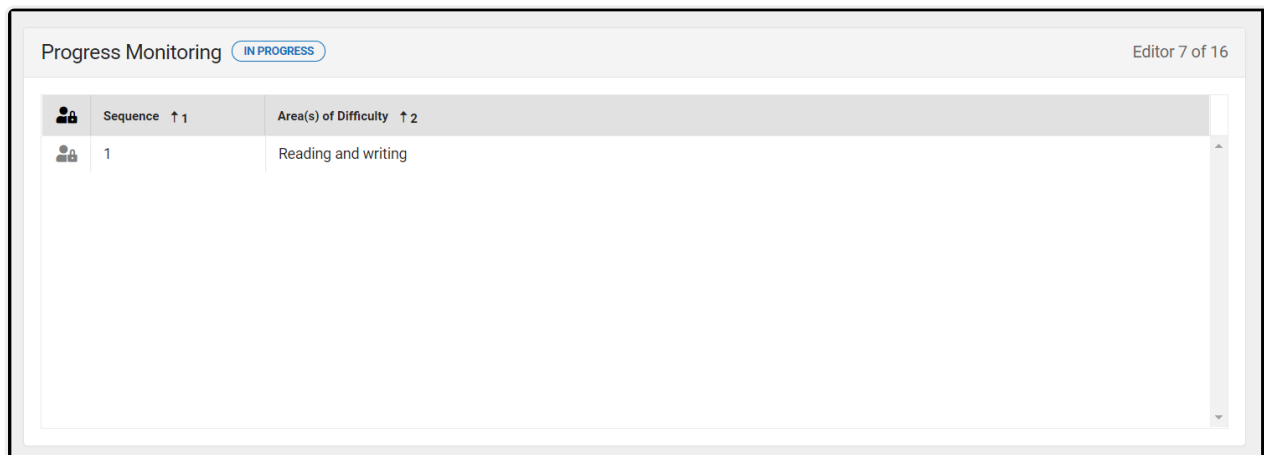 Progress Monitoring IN PROGRESS Editor 7 of 16
Sequence ↑ 1 Area(s) of Difficulty ↑ 2
1 Reading and writing